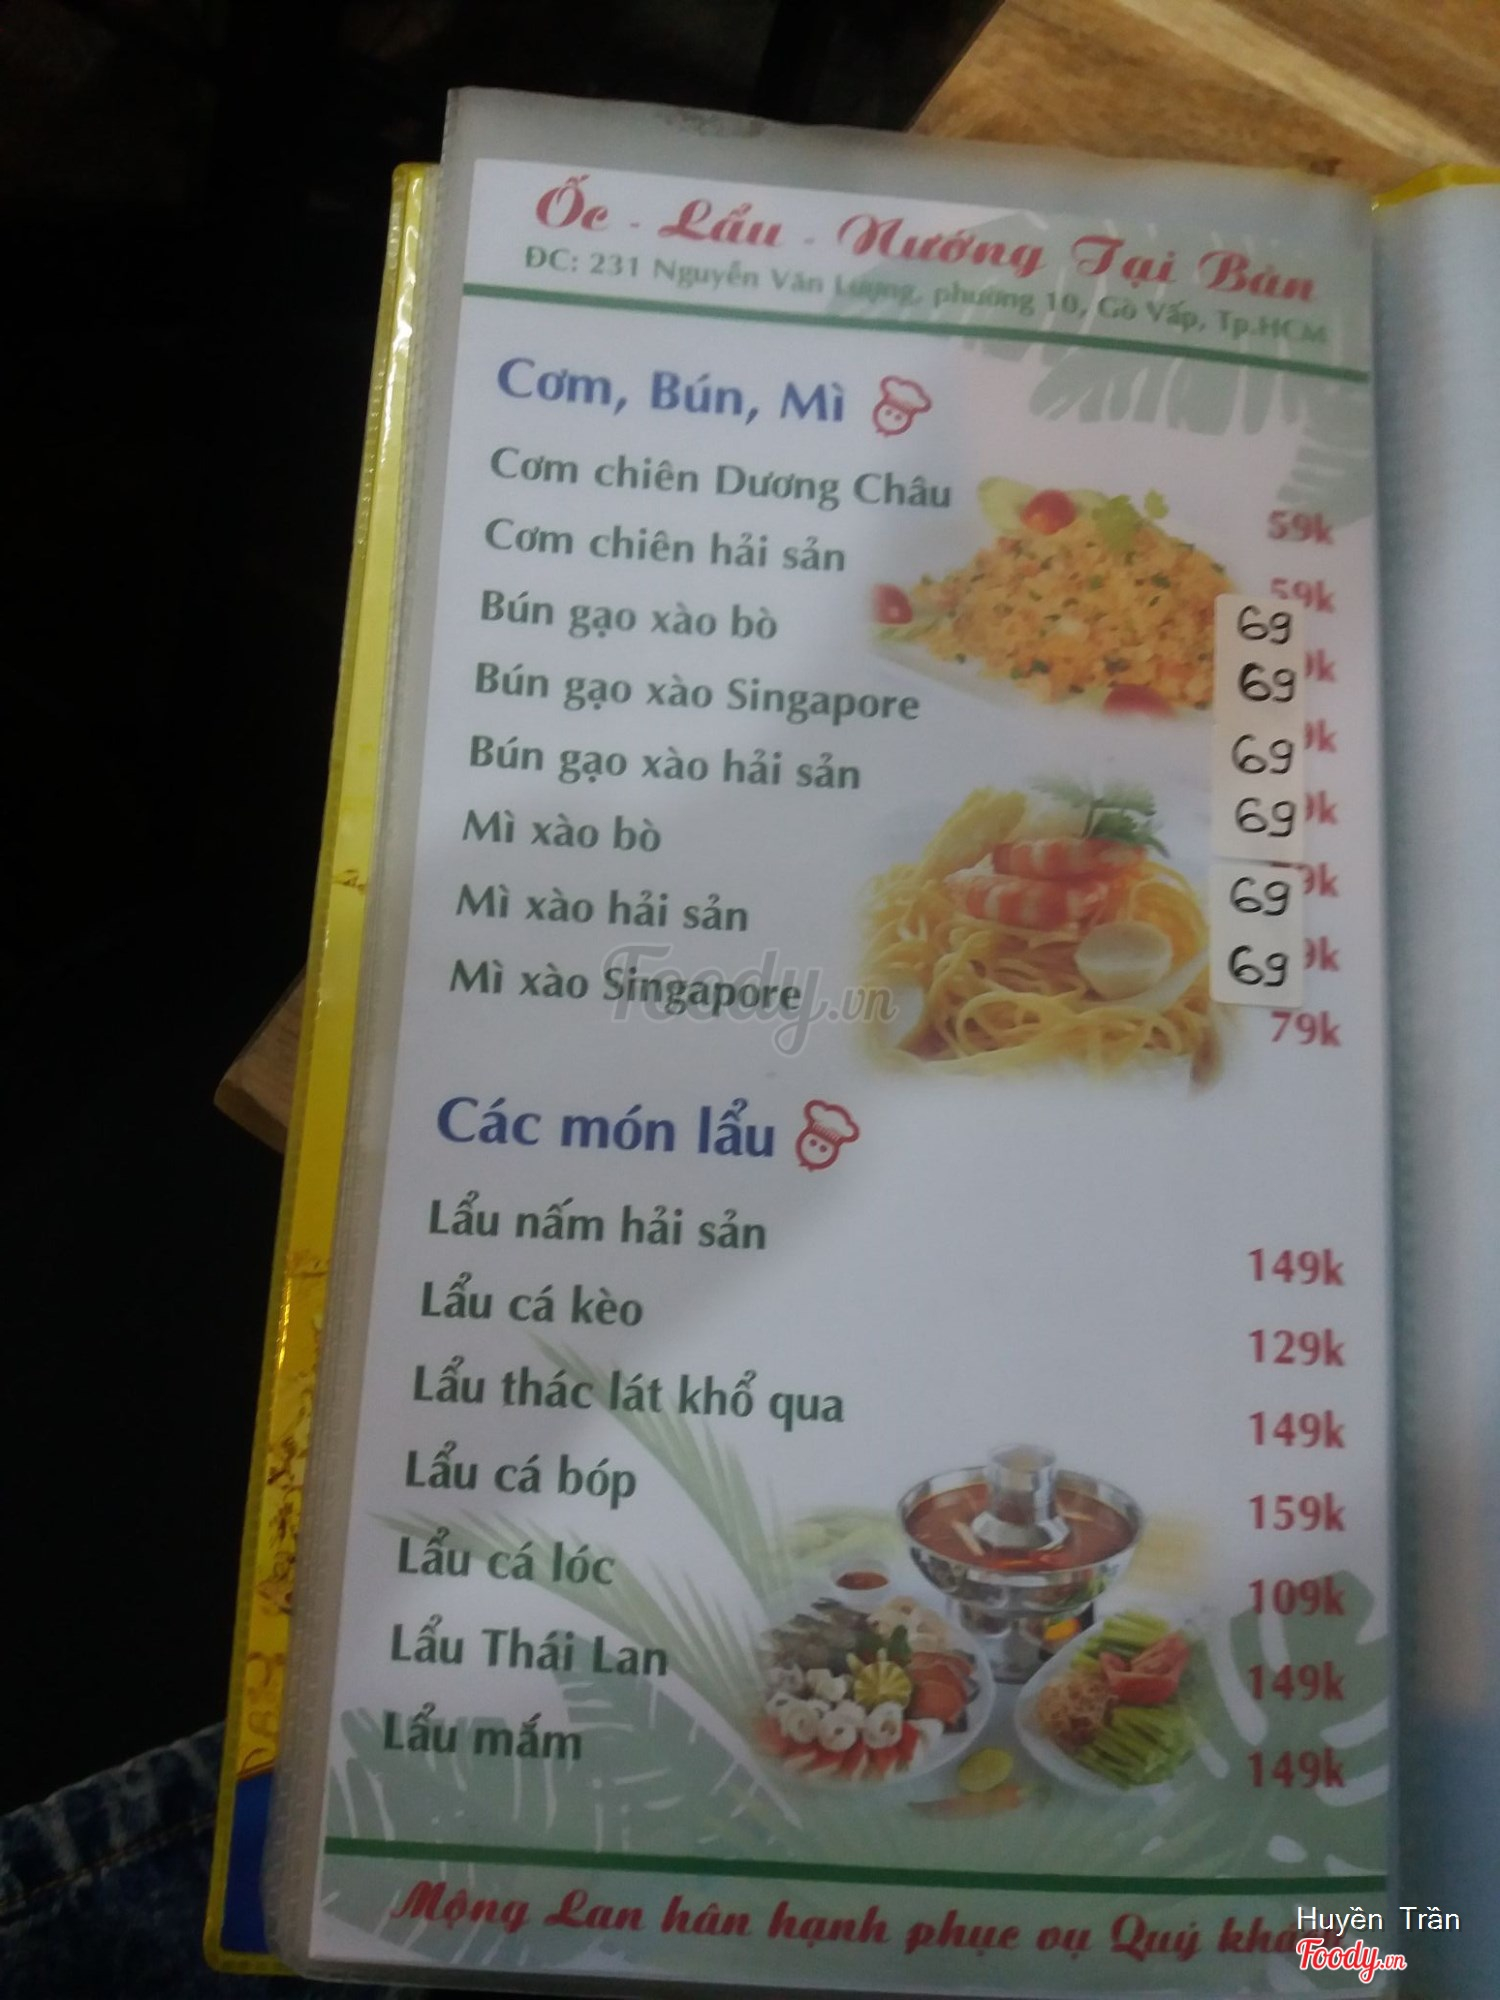 Ốc - Lẩu - Nướng Tại Bàn
ĐC: 231 Nguyễn Văn Lượng, phường 10, Gò Vấp, Tp.HCM
Cơm, Bún, Mì
Cơm chiên Dương Châu 59k
Cơm chiên hải sản 59k
Bún gạo xào bò 69
Bún gạo xào Singapore 69
Bún gạo xào hải sản 69
Mì xào bò 69
Mì xào hải sản 69
69
Mì xào Singapore 79k
Các món lẩu
Lẩu nấm hải sản 149k
Lẩu cá kèo 129k
Lẩu thác lát khổ qua 149k
Lẩu cá bóp 159k
Lẩu cá lóc 109k
Lẩu Thái Lan 149k
Lẩu mắm 149k
Mộng Lan hân hạnh phục vụ Quý
Foody.vn
Huyền Trần
Foody.vn